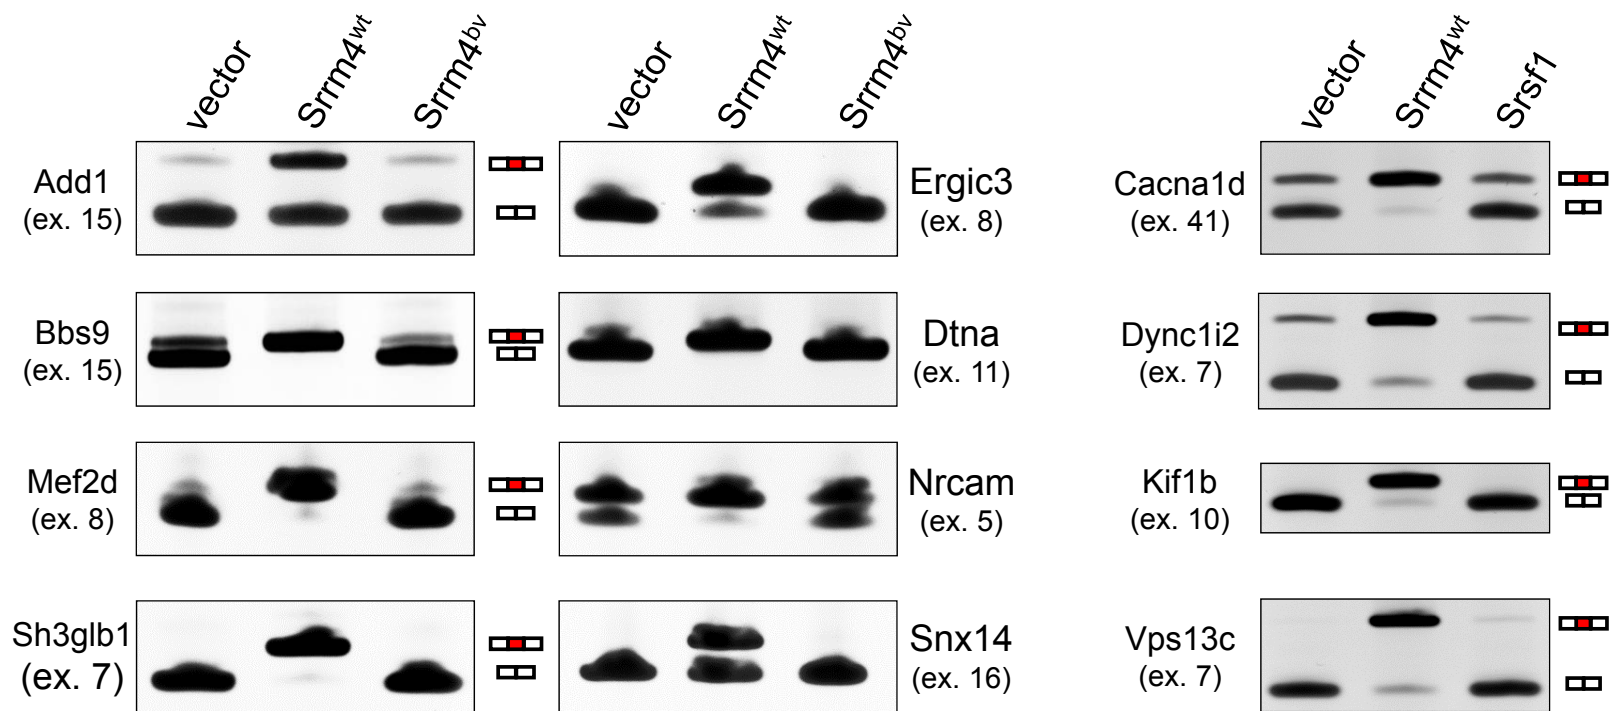 vector Srrm4wt Srrm4bv vector Srrm4wt Srrm4bv vector Srrm4wt Srsf1
Add1
(ex. 15)
Ergic3
(ex. 8)
Cacna1d
(ex. 41)
Bbs9
(ex. 15)
Dtna
(ex. 11)
Dync1i2
(ex. 7)
Mef2d
(ex. 8)
Nrcam
(ex. 5)
Kif1b
(ex. 10)
Sh3glb1
(ex. 7)
Snx14
(ex. 16)
Vps13c
(ex. 7)